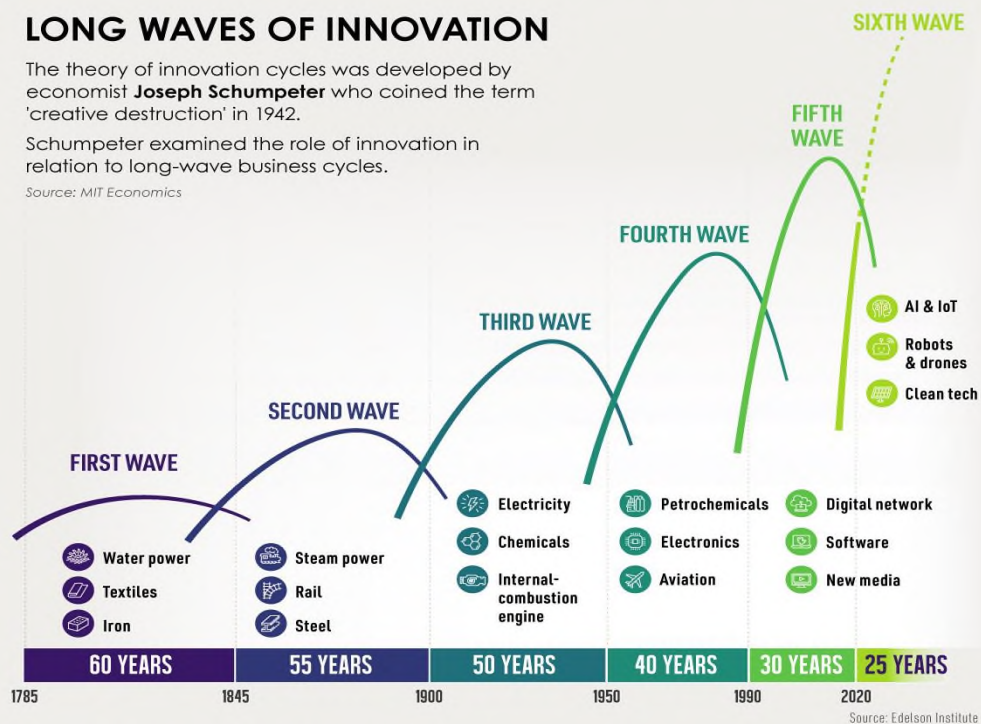 LONG WAVES OF INNOVATION
The theory of innovation cycles was developed by
economist Joseph Schumpeter who coined the term
'creative destruction' in 1942.
Schumpeter examined the role of innovation in
relation to long-wave business cycles.
Source: MIT Economics
SIXTH WAVE
FIFTH
WAVE
FOURTH WAVE
THIRD WAVE
SECOND WAVE
FIRST WAVE
AI & IoT
Robots
& drones
Clean tech
Water power
Textiles
Iron
Steam power
Rail
Steel
Electricity
Chemicals
Internal-
combustion
engine
Petrochemicals
Electronics
Aviation
Digital network
Software
New media
60 YEARS
55 YEARS
50 YEARS
40 YEARS
30 YEARS
25 YEARS
1785
1845
1900
1950
1990
2020
Source: Edelson Institute